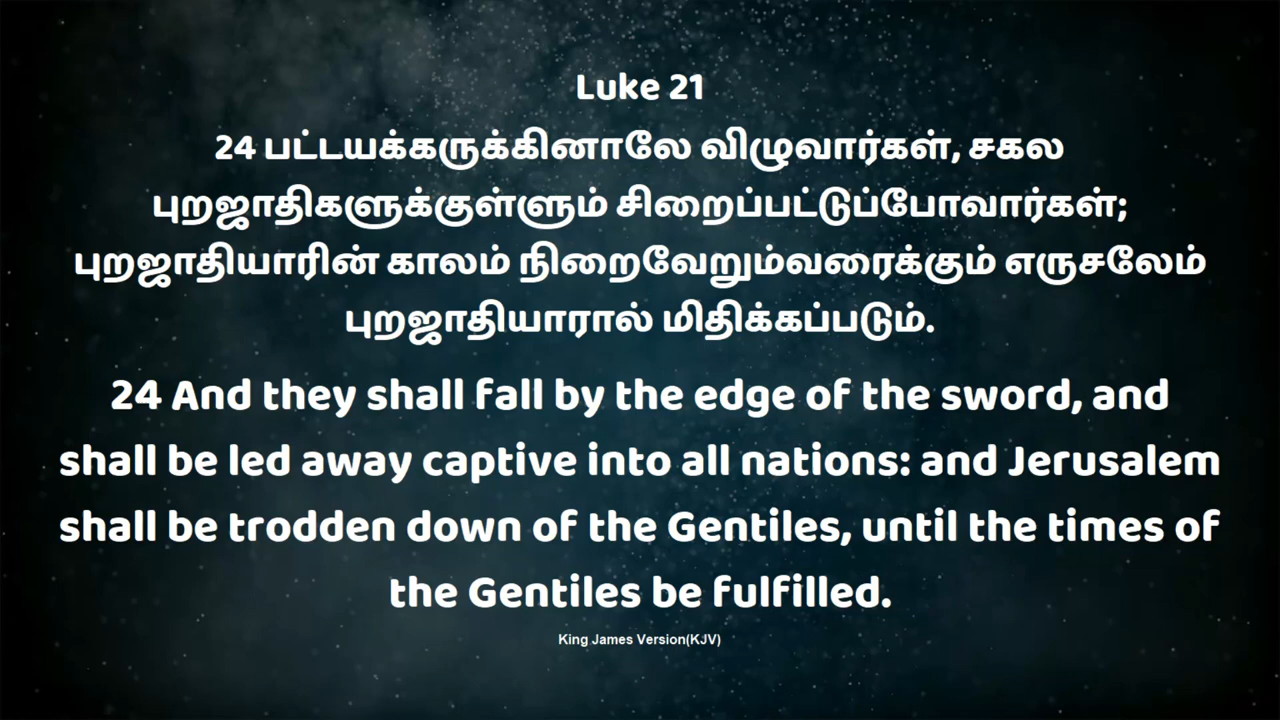 Luke 21
24 பட்டயக்கருக்கினாலே விழுவார்கள், சகல
புறஜாதிகளுக்குள்ளும் சிறைப்பட்டுப்போவார்கள்;
புறஜாதியாரின் காலம் நிறைவேறும்வரைக்கும் எருசலேம்
புறஜாதியாரால் மிதிக்கப்படும்.
24 And they shall fall by the edge of the sword, and
shall be led away captive into all nations: and Jerusalem
shall be trodden down of the Gentiles, until the times of
the Gentiles be fulfilled.
King James Version(KJV)